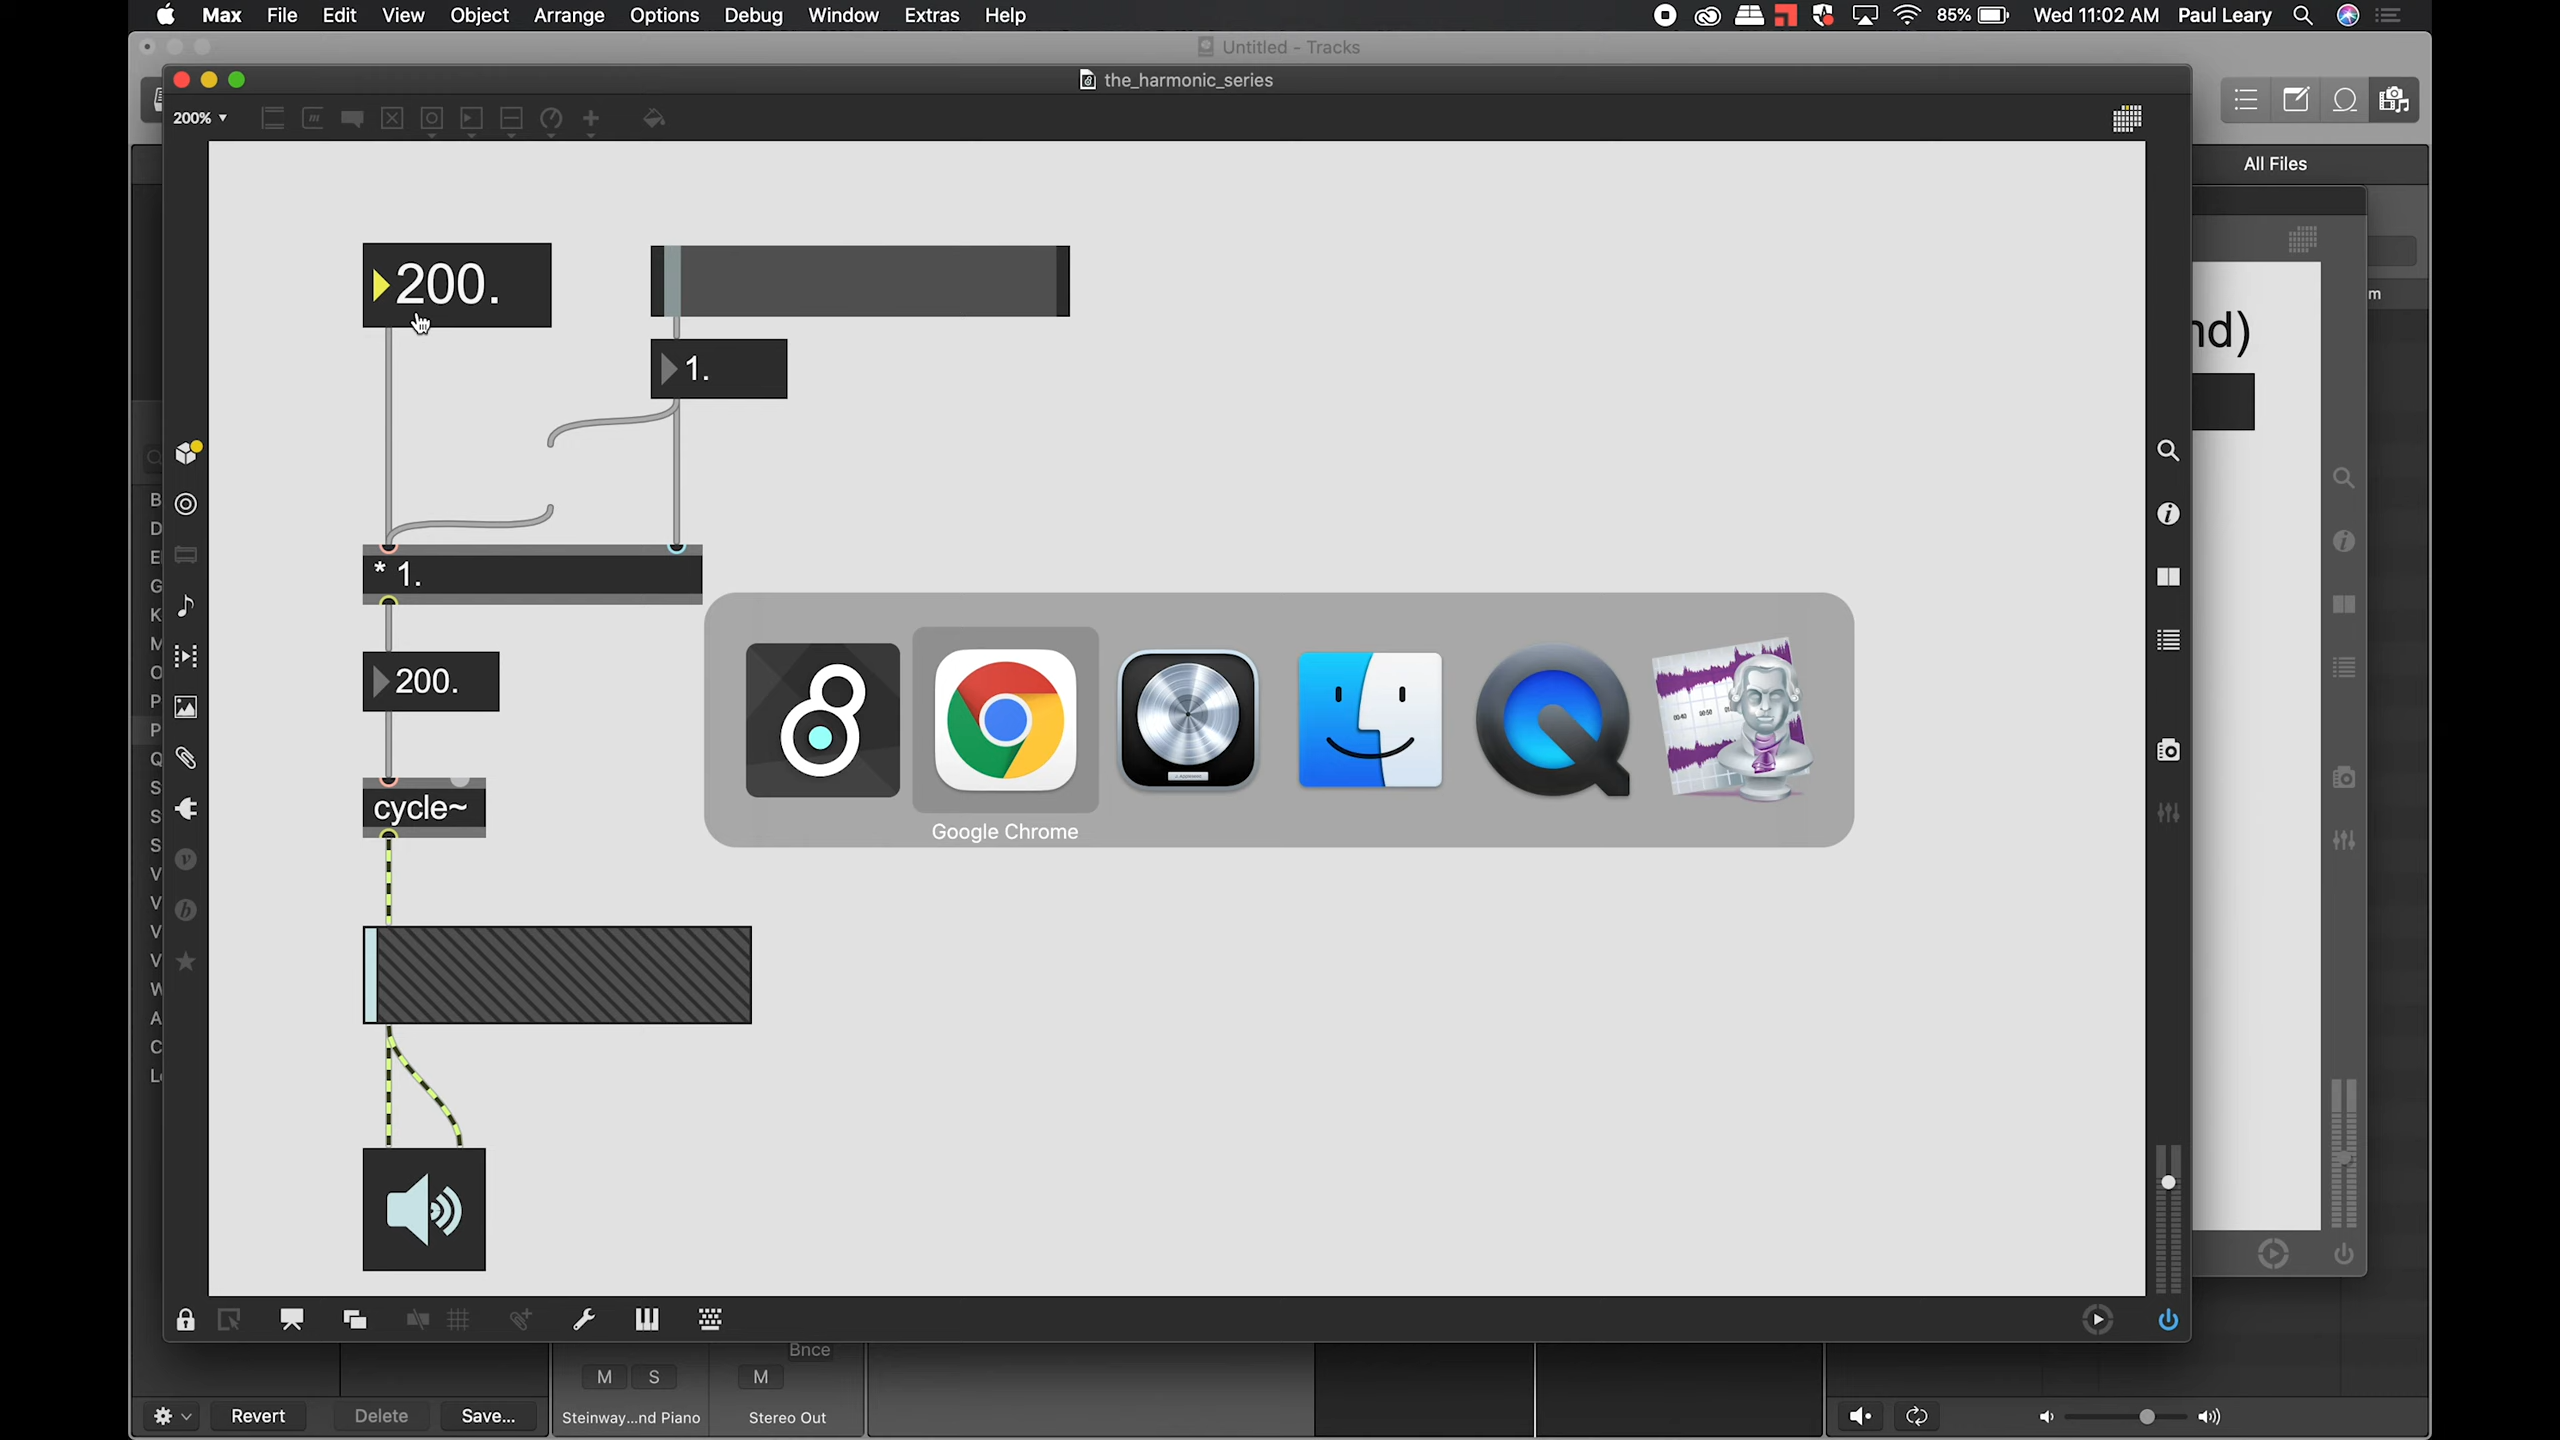 Max File Edit View Object Arrange Options Debug Window Extras Help 85% Wed 11:02 AM Paul Leary
Untitled - Tracks
the_harmonic_series
200%
All Files
200.
1.
nd)
m
* 1.
200.
cycle~
Google Chrome
B
D
E
G
K
M
O
P
P
Q
S
S
S
V
V
V
V
W
A
C
Bnce
M S M
Revert Delete Save... Steinway...nd Piano Stereo Out